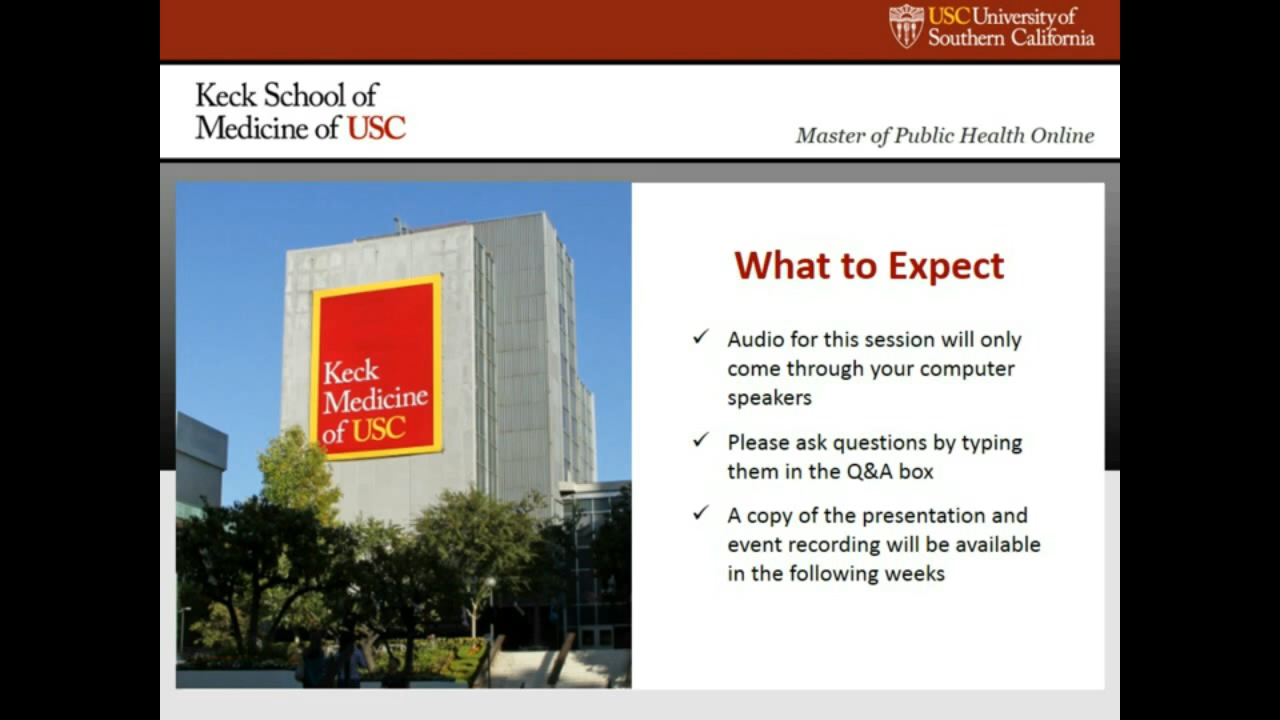 USC University of
Southern California
Keck School of
Medicine of USC
Master of Public Health Online
Keck
Medicine
of USC
What to Expect
✓ Audio for this session will only
come through your computer
speakers
✓ Please ask questions by typing
them in the Q&A box
✓ A copy of the presentation and
event recording will be available
in the following weeks